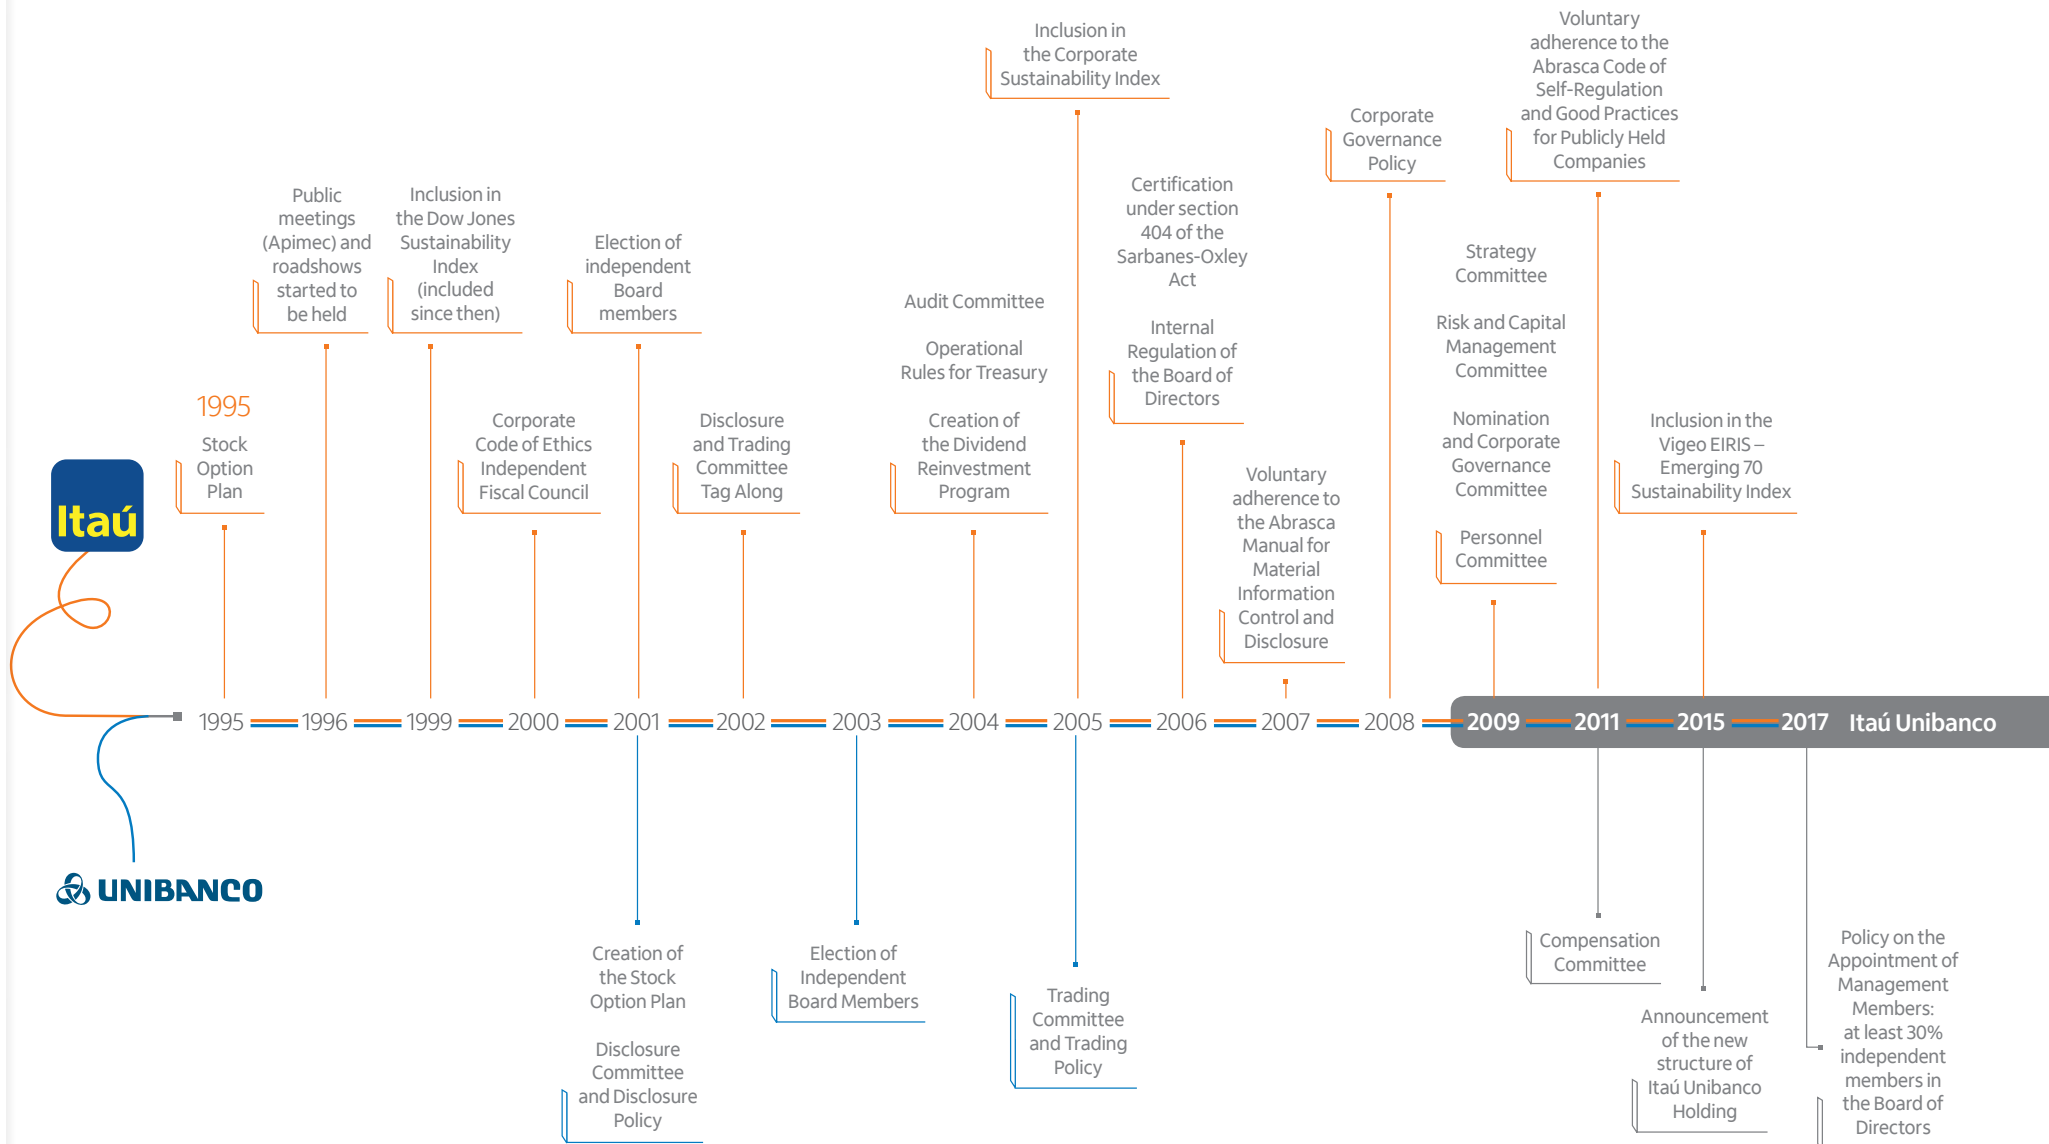 Itaú
1995
Stock
Option
Plan
Public
meetings
(Apimec) and
roadshows
started to
be held
Inclusion in
the Dow Jones
Sustainability
Index
(included
since then)
Corporate
Code of Ethics
Independent
Fiscal Council
Election of
independent
Board
members
Disclosure
and Trading
Committee
Tag Along
Audit Committee
Operational
Rules for Treasury
Creation of
the Dividend
Reinvestment
Program
Inclusion in
the Corporate
Sustainability Index
Certification
under section
404 of the
Sarbanes-Oxley
Act
Internal
Regulation of
the Board of
Directors
Voluntary
adherence to
the Abrasca
Manual for
Material
Information
Control and
Disclosure
Corporate
Governance
Policy
Strategy
Committee
Risk and Capital
Management
Committee
Nomination
and Corporate
Governance
Committee
Personnel
Committee
Voluntary
adherence to the
Abrasca Code of
Self-Regulation
and Good Practices
for Publicly Held
Companies
Inclusion in the
Vigeo EIRIS –
Emerging 70
Sustainability Index
1995 1996 1999 2000 2001 2002 2003 2004 2005 2006 2007 2008 2009 2011 2015 2017 Itaú Unibanco
UNIBANCO
Creation of
the Stock
Option Plan
Disclosure
Committee
and Disclosure
Policy
Election of
Independent
Board Members
Trading
Committee
and Trading
Policy
Compensation
Committee
Announcement
of the new
structure of
Itaú Unibanco
Holding
Policy on the
Appointment of
Management
Members:
at least 30%
independent
members in
the Board of
Directors